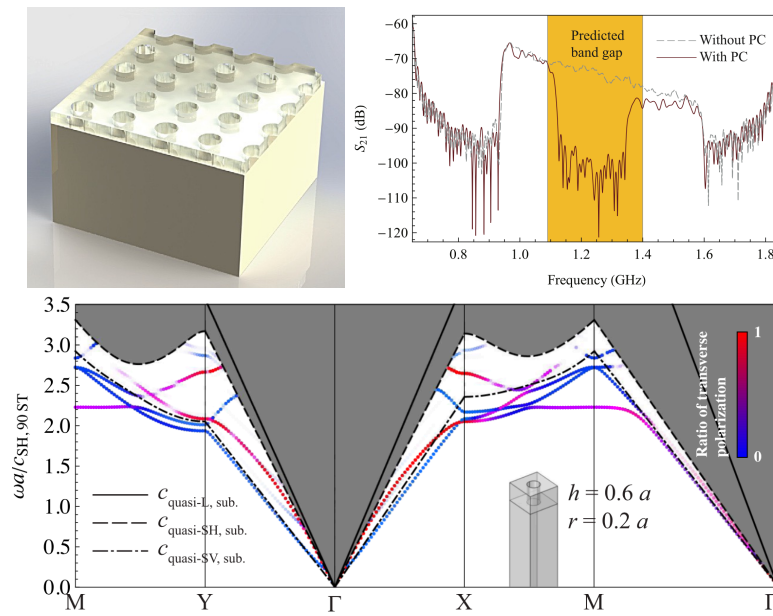 −60
−70
−80
−90
−100
−110
−120
S21 (dB)
Predicted
band gap
Without PC
With PC
0.8 1.0 1.2 1.4 1.6 1.8
Frequency (GHz)
3.5
3.0
2.5
2.0
1.5
1.0
0.5
0.0
ωa/cSH, 90 ST
cquasi-L, sub.
cquasi-SH, sub.
cquasi-SV, sub.
h = 0.6 a
r = 0.2 a
Ratio of transverse
polarization
1
0
M Y Γ X M Γ